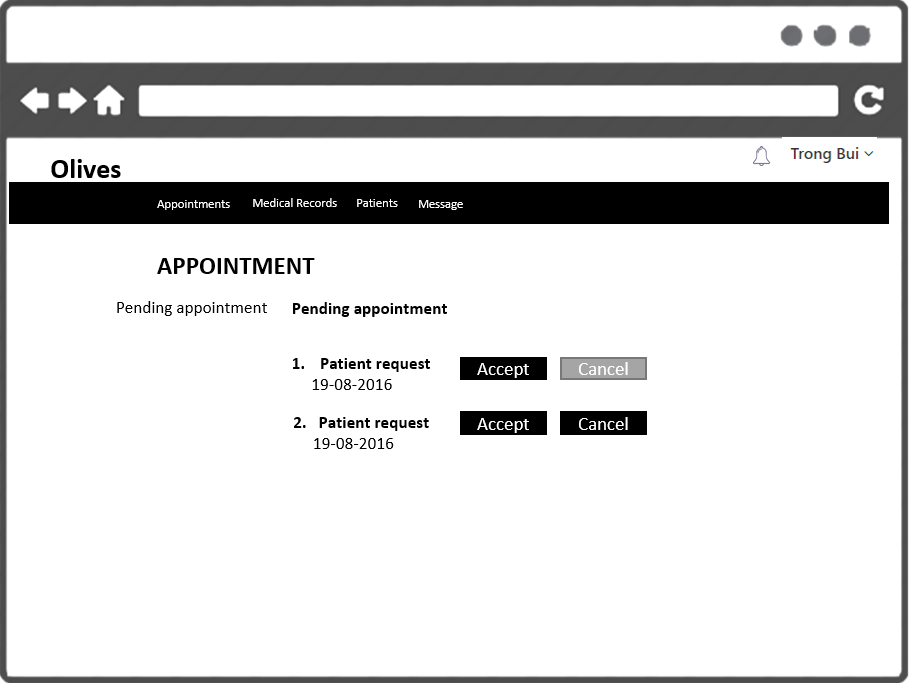 Trong Bui
Olives
Appointments Medical Records Patients Message
APPOINTMENT
Pending appointment Pending appointment
1. Patient request Accept Cancel
19-08-2016
2. Patient request Accept Cancel
19-08-2016